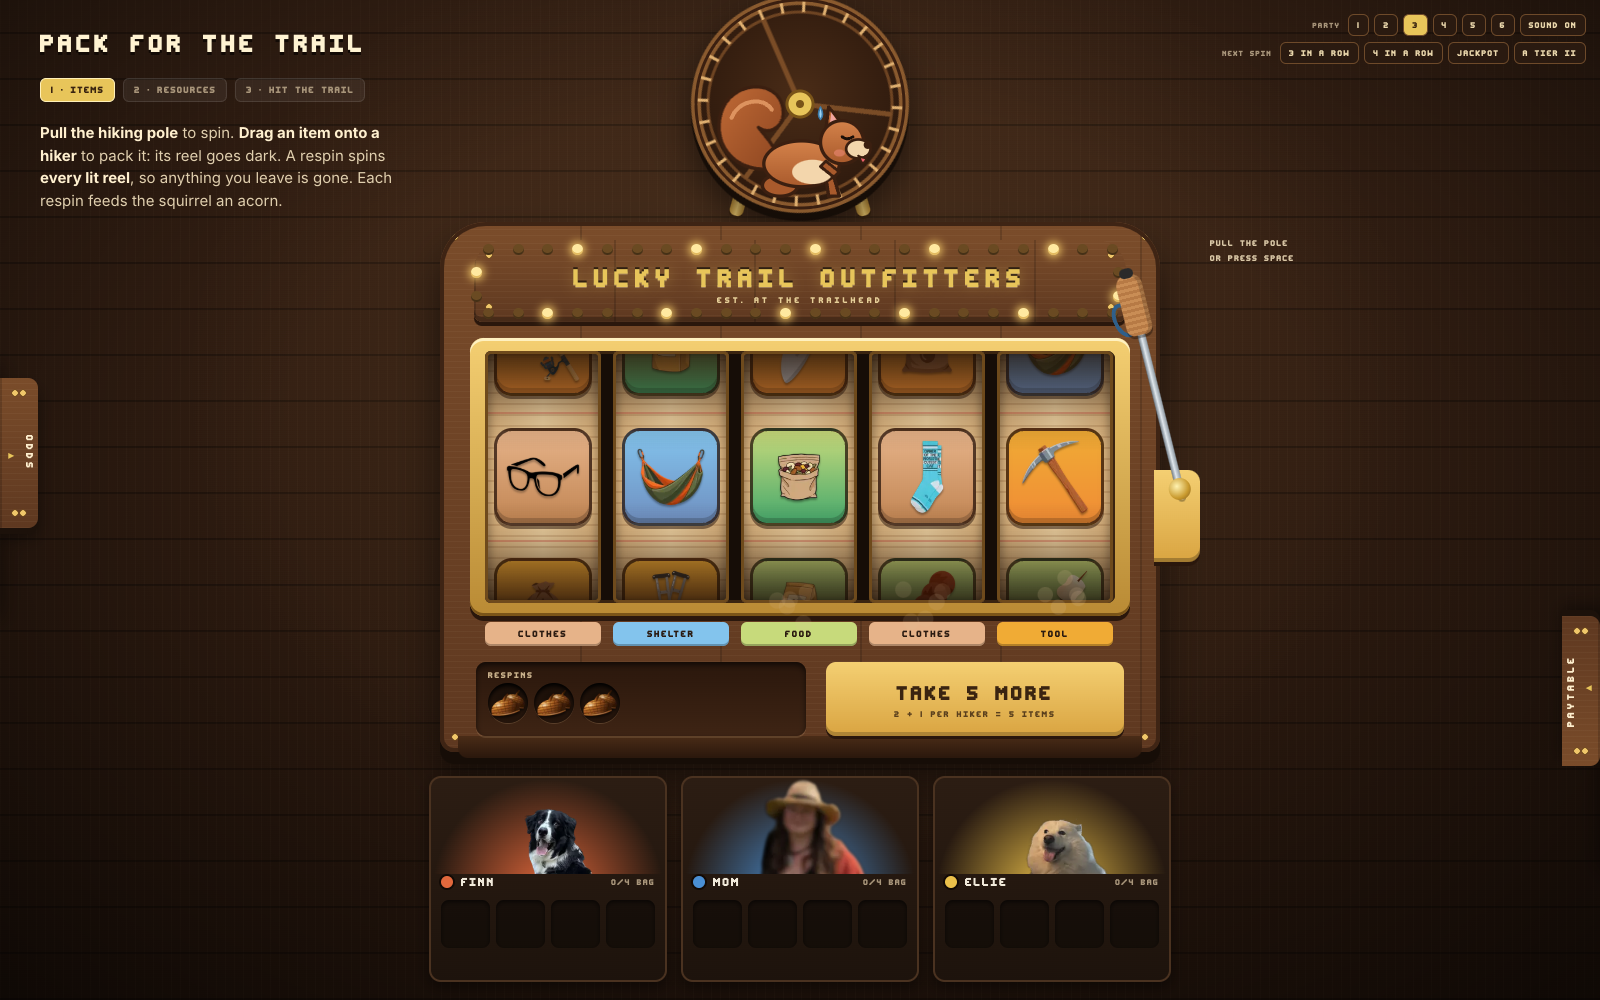 PACK FOR THE TRAIL
1 · ITEMS
2 · RESOURCES
3 · HIT THE TRAIL
Pull the hiking pole to spin. Drag an item onto a
hiker to pack it: its reel goes dark. A respin spins
every lit reel, so anything you leave is gone. Each
respin feeds the squirrel an acorn.
PARTY 1 2 3 4 5 6 SOUND ON
NEXT SPIN 3 IN A ROW 4 IN A ROW JACKPOT A TIER II
PULL THE POLE
OR PRESS SPACE
LUCKY TRAIL OUTFITTERS
EST. AT THE TRAILHEAD
ODDS
CLOTHES
SHELTER
FOOD
CLOTHES
TOOL
RESPINS
TAKE 5 MORE
2 + 1 PER HIKER = 5 ITEMS
PAYTABLE
FINN 0/4 BAG
MOM 0/4 BAG
ELLIE 0/4 BAG